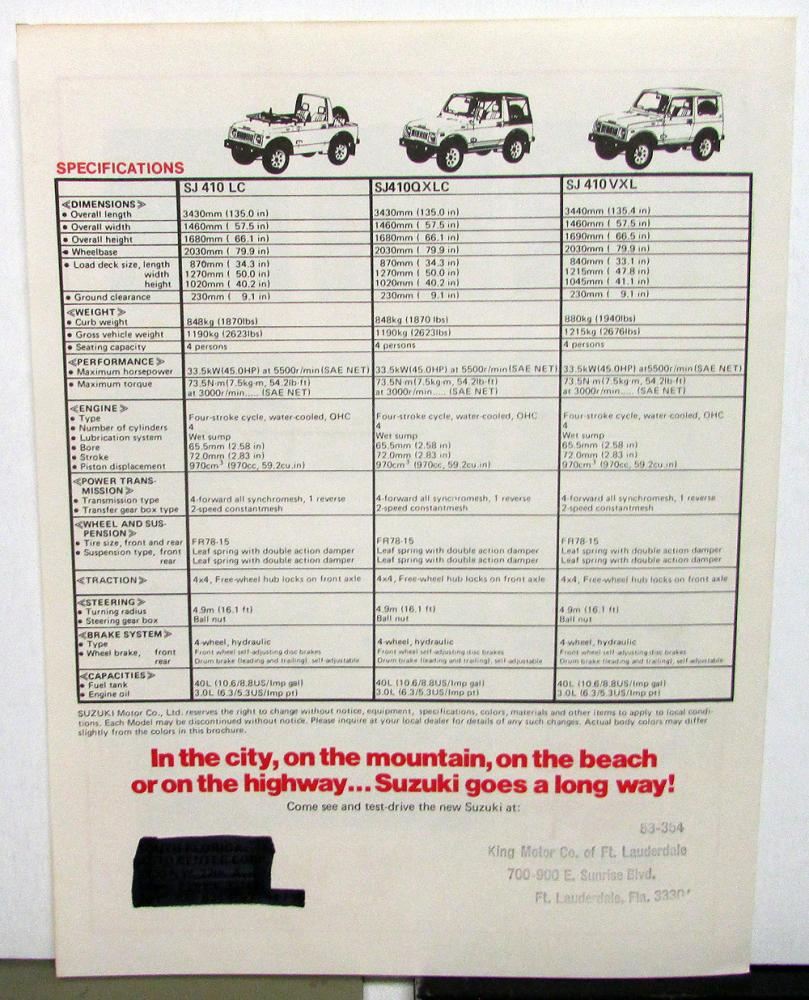 SPECIFICATIONS
SJ 410 LC SJ410QXLC SJ 410 VXL
≪DIMENSIONS≫
• Overall length 3430mm (135.0 in) 3430mm (135.0 in) 3440mm (135.4 in)
• Overall width 1460mm ( 57.5 in) 1460mm ( 57.5 in) 1460mm ( 57.5 in)
• Overall height 1680mm ( 66.1 in) 1680mm ( 66.1 in) 1690mm ( 66.5 in)
• Wheelbase 2030mm ( 79.9 in) 2030mm ( 79.9 in) 2030mm ( 79.9 in)
• Load deck size, length 870mm ( 34.3 in) 870mm ( 34.3 in) 840mm ( 33.1 in)
width 1270mm ( 50.0 in) 1270mm ( 50.0 in) 1215mm ( 47.8 in)
height 1020mm ( 40.2 in) 1020mm ( 40.2 in) 1045mm ( 41.1 in)
• Ground clearance 230mm ( 9.1 in) 230mm ( 9.1 in) 230mm ( 9.1 in)
≪WEIGHT≫
• Curb weight 848kg (1870lbs) 848kg (1870 lbs) 880kg (1940lbs)
• Gross vehicle weight 1190kg (2623lbs) 1190kg (2623lbs) 1215kg (2676lbs)
• Seating capacity 4 persons 4 persons 4 persons
≪PERFORMANCE≫
• Maximum horsepower 33.5kW(45.0HP) at 5500r/min(SAE NET) 33.5kW(45.0HP) at 5500r/min(SAE NET) 33.5kW(45.0HP) at5500r/min(SAE NET)
• Maximum torque 73.5N·m(7.5kg·m, 54.2lb·ft) 73.5N·m(7.5kg·m, 54.2lb·ft) 73.5N·m (7.5kg·m, 54.2lb·ft)
at 3000r/min..... (SAE NET) at 3000r/min..... (SAE NET) at 3000r/min..... (SAE NET)
≪ENGINE≫
• Type Four-stroke cycle, water-cooled, OHC Four-stroke cycle, water-cooled, OHC Four-stroke cycle, water-cooled, OHC
• Number of cylinders 4 4 4
• Lubrication system Wet sump Wet sump Wet sump
• Bore 65.5mm (2.58 in) 65.5mm (2.58 in) 65.5mm (2.58 in)
• Stroke 72.0mm (2.83 in) 72.0mm (2.83 in) 72.0mm (2.83 in)
• Piston displacement 970cm³ (970cc, 59.2cu.in) 970cm³ (970cc, 59.2cu.in) 970cm³ (970cc, 59.2cu.in)
≪POWER TRANS-
MISSION≫
• Transmission type 4-forward all synchromesh, 1 reverse 4-forward all synchromesh, 1 reverse 4-forward all synchromesh, 1 reverse
• Transfer gear box type 2-speed constantmesh 2-speed constantmesh 2-speed constantmesh
≪WHEEL AND SUS-
PENSION≫
• Tire size, front and rear FR78-15 FR78-15 FR78-15
• Suspension type, front Leaf spring with double action damper Leaf spring with double action damper Leaf spring with double action damper
rear Leaf spring with double action damper Leaf spring with double action damper Leaf spring with double action damper
≪TRACTION≫ 4x4, Free-wheel hub locks on front axle 4x4, Free-wheel hub locks on front axle 4x4, Free-wheel hub locks on front axle
≪STEERING≫
• Turning radius 4.9m (16.1 ft) 4.9m (16.1 ft) 4.9m (16.1 ft)
• Steering gear box Ball nut Ball nut Ball nut
≪BRAKE SYSTEM≫
• Type 4-wheel, hydraulic 4-wheel, hydraulic 4-wheel, hydraulic
• Wheel brake, front Front wheel self-adjusting disc brakes Front wheel self-adjusting disc brakes Front wheel self-adjusting disc brakes
rear Drum brake (leading and trailing), self-adjustable Drum brake (leading and trailing), self-adjustable Drum brake (leading and trailing), self-adjustable
≪CAPACITIES≫
• Fuel tank 40L (10.6/8.8US/Imp gal) 40L (10.6/8.8US/Imp gal) 40L (10.6/8.8US/Imp gal)
• Engine oil 3.0L (6.3/5.3US/Imp pt) 3.0L (6.3/5.3US/Imp pt) 3.0L (6.3/5.3US/Imp pt)
SUZUKI Motor Co., Ltd. reserves the right to change without notice, equipment, specifications, colors, materials and other items to apply to local condi-
tions. Each Model may be discontinued without notice. Please inquire at your local dealer for details of any such changes. Actual body colors may differ
slightly from the colors in this brochure.
In the city, on the mountain, on the beach
or on the highway... Suzuki goes a long way!
Come see and test-drive the new Suzuki at:
83-354
King Motor Co. of Ft. Lauderdale
700-900 E. Sunrise Blvd.
Ft. Lauderdale, Fla.